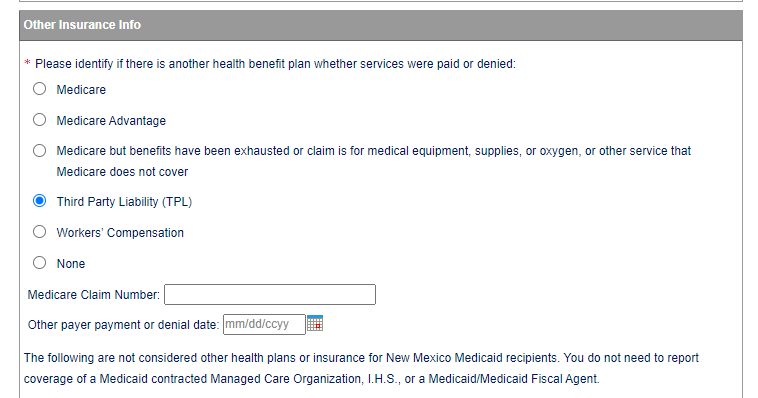 Other Insurance Info
* Please identify if there is another health benefit plan whether services were paid or denied:
Medicare
Medicare Advantage
Medicare but benefits have been exhausted or claim is for medical equipment, supplies, or oxygen, or other service that
Medicare does not cover
Third Party Liability (TPL)
Workers' Compensation
None
Medicare Claim Number:
Other payer payment or denial date: mm/dd/ccyy
The following are not considered other health plans or insurance for New Mexico Medicaid recipients. You do not need to report
coverage of a Medicaid contracted Managed Care Organization, I.H.S., or a Medicaid/Medicaid Fiscal Agent.